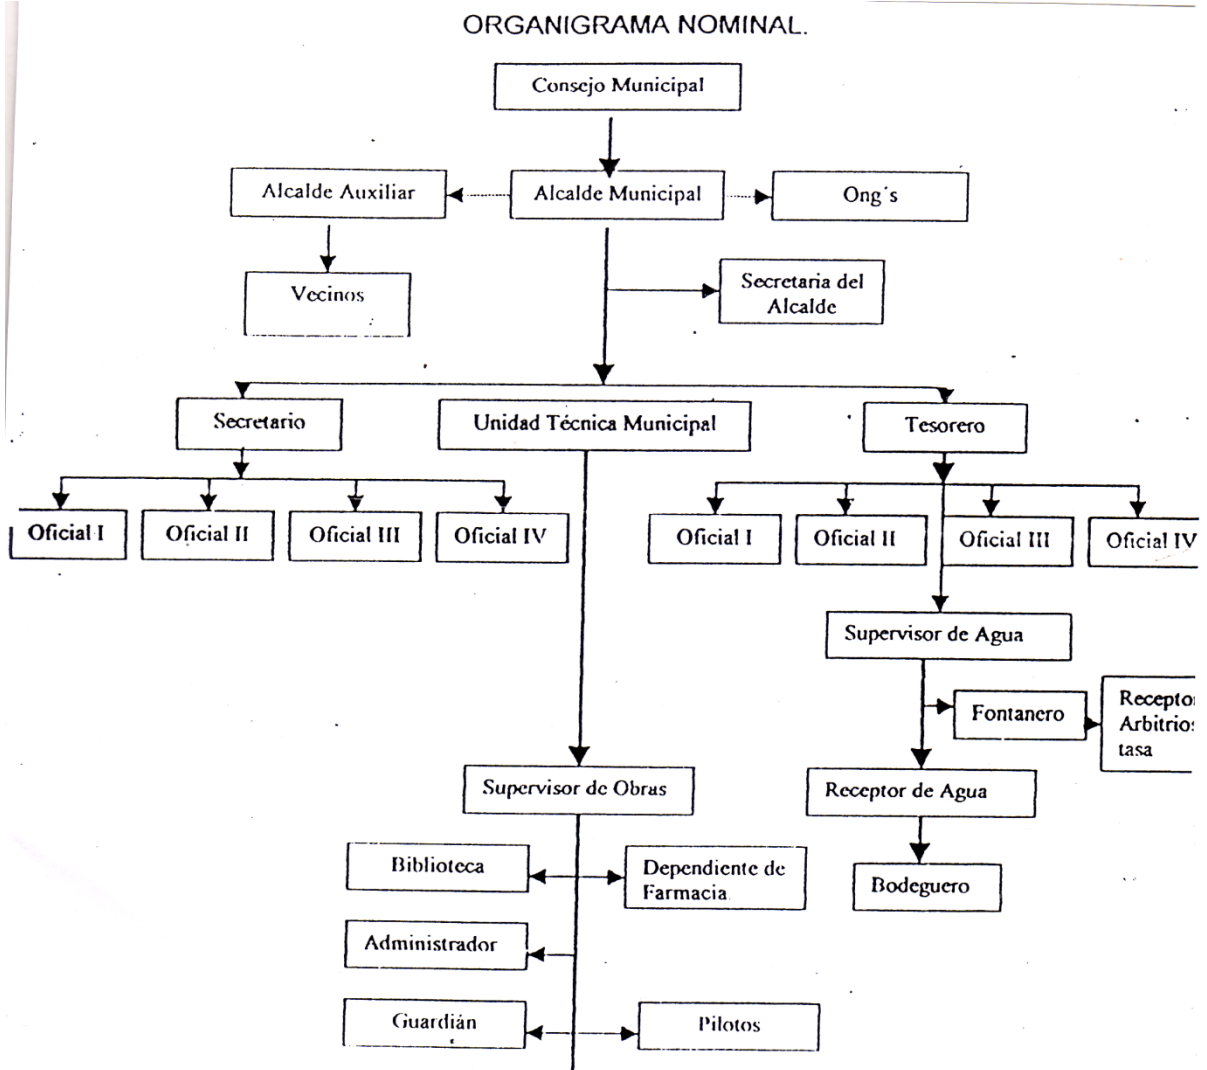 ORGANIGRAMA NOMINAL.
Consejo Municipal
Alcalde Auxiliar
Alcalde Municipal
Ong´s
Vecinos
Secretaria del
Alcalde
Secretario
Unidad Técnica Municipal
Tesorero
Oficial I
Oficial II
Oficial III
Oficial IV
Oficial I
Oficial II
Oficial III
Oficial IV
Supervisor de Agua
Fontanero
Arbitrios
tasa
Supervisor de Obras
Receptor de Agua
Biblioteca
Dependiente de
Farmacia
Bodeguero
Administrador
Guardián
Pilotos